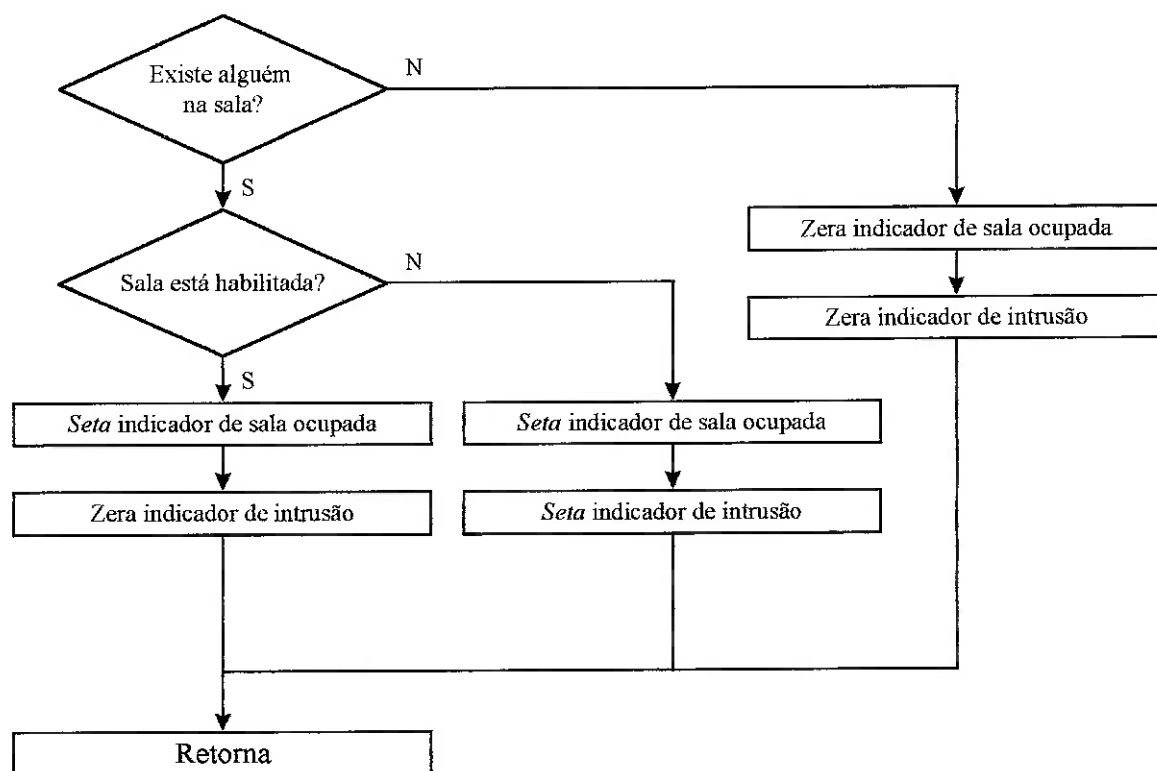 Existe alguém
na sala?
N
S
Zera indicador de sala ocupada
Sala está habilitada?
N
Zera indicador de intrusão
S
Seta indicador de sala ocupada
Seta indicador de sala ocupada
Zera indicador de intrusão
Seta indicador de intrusão
Retorna